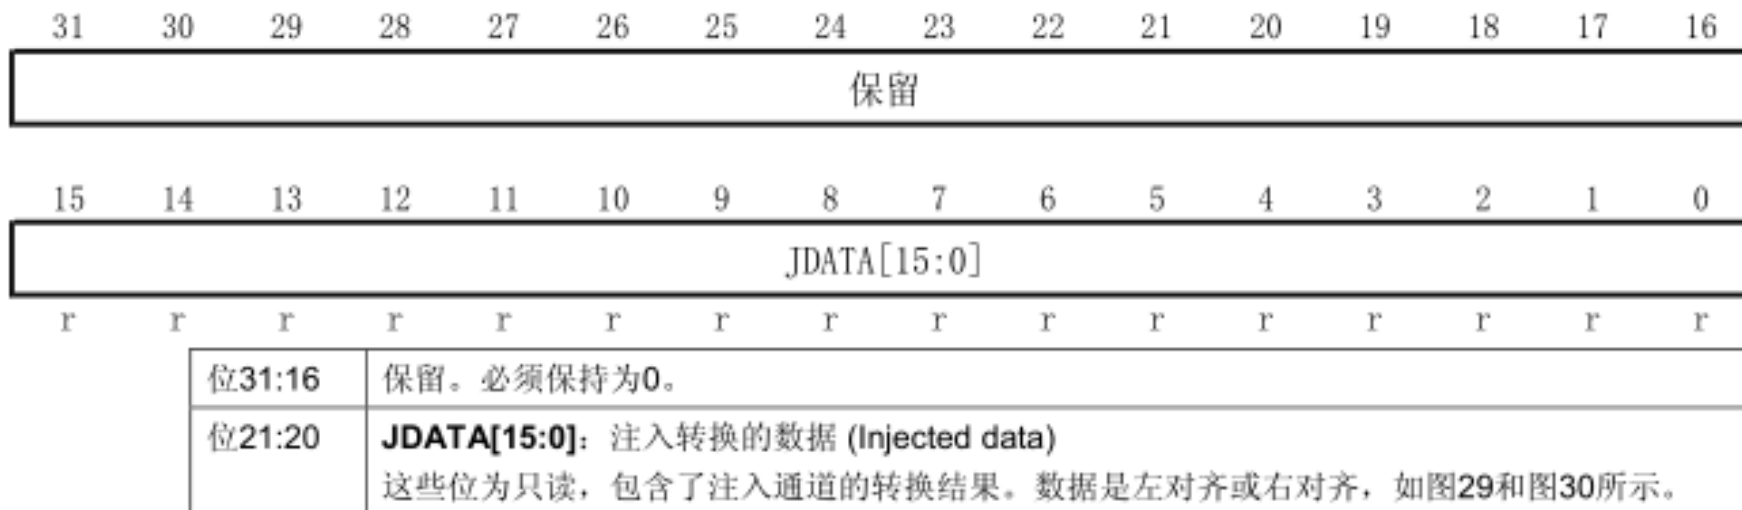 31 30 29 28 27 26 25 24 23 22 21 20 19 18 17 16
保留
15 14 13 12 11 10 9 8 7 6 5 4 3 2 1 0
JDATA[15:0]
r r r r r r r r r r r r r r r r
位31:16 保留。必须保持为0。
位21:20 JDATA[15:0]：注入转换的数据 (Injected data)
这些位为只读，包含了注入通道的转换结果。数据是左对齐或右对齐，如图29和图30所示。